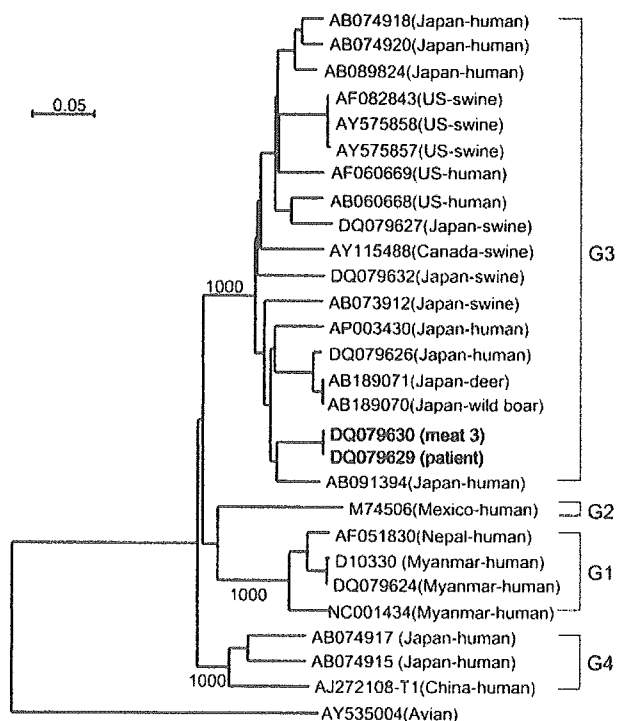 AB074918(Japan-human)
AB074920(Japan-human)
AB089824(Japan-human)
0.05
AF082843(US-swine)
AY575858(US-swine)
AY575857(US-swine)
AF060669(US-human)
AB060668(US-human)
DQ079627(Japan-swine)
AY115488(Canada-swine)
G3
DQ079632(Japan-swine)
1000
AB073912(Japan-swine)
AP003430(Japan-human)
DQ079626(Japan-human)
AB189071(Japan-deer)
AB189070(Japan-wild boar)
DQ079630 (meat 3)
DQ079629 (patient)
AB091394(Japan-human)
M74506(Mexico-human)
G2
AF051830(Nepal-human)
D10330 (Myanmar-human)
G1
DQ079624(Myanmar-human)
1000
NC001434(Myanmar-human)
AB074917 (Japan-human)
AB074915 (Japan-human)
G4
1000
AJ272108-T1(China-human)
AY535004(Avian)